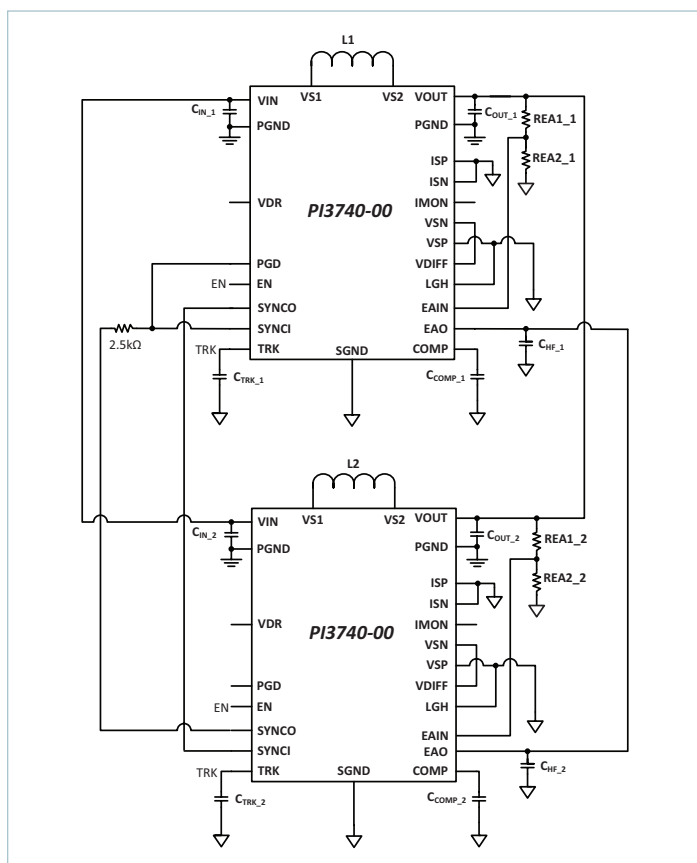 L1
VS1 VS2
VIN VOUT
C_IN_1 C_OUT_1 REA1_1
PGND PGND
REA2_1
ISP
ISN
VDR PI3740-00 IMON
VSN
VSP
PGD VDIFF
EN EN LGH
SYNCO EAIN
SYNCI EAO
2.5kΩ
TRK TRK SGND COMP C_HF_1
C_TRK_1 C_COMP_1
L2
VS1 VS2
VIN VOUT
C_IN_2 C_OUT_2 REA1_2
PGND PGND
REA2_2
ISP
ISN
VDR PI3740-00 IMON
VSN
VSP
PGD VDIFF
EN EN LGH
SYNCO EAIN
SYNCI EAO
TRK TRK SGND COMP C_HF_2
C_TRK_2 C_COMP_2